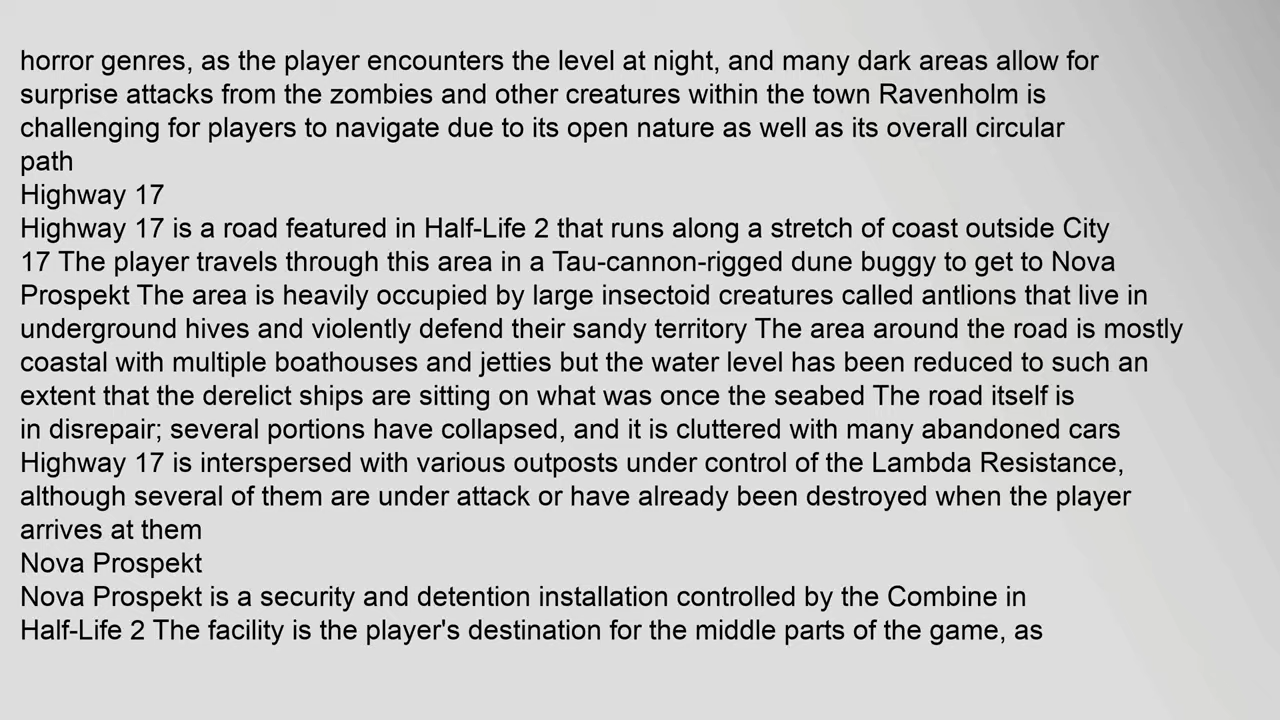 horror genres, as the player encounters the level at night, and many dark areas allow for
surprise attacks from the zombies and other creatures within the town Ravenholm is
challenging for players to navigate due to its open nature as well as its overall circular
path
Highway 17
Highway 17 is a road featured in Half-Life 2 that runs along a stretch of coast outside City
17 The player travels through this area in a Tau-cannon-rigged dune buggy to get to Nova
Prospekt The area is heavily occupied by large insectoid creatures called antlions that live in
underground hives and violently defend their sandy territory The area around the road is mostly
coastal with multiple boathouses and jetties but the water level has been reduced to such an
extent that the derelict ships are sitting on what was once the seabed The road itself is
in disrepair; several portions have collapsed, and it is cluttered with many abandoned cars
Highway 17 is interspersed with various outposts under control of the Lambda Resistance,
although several of them are under attack or have already been destroyed when the player
arrives at them
Nova Prospekt
Nova Prospekt is a security and detention installation controlled by the Combine in
Half-Life 2 The facility is the player's destination for the middle parts of the game, as